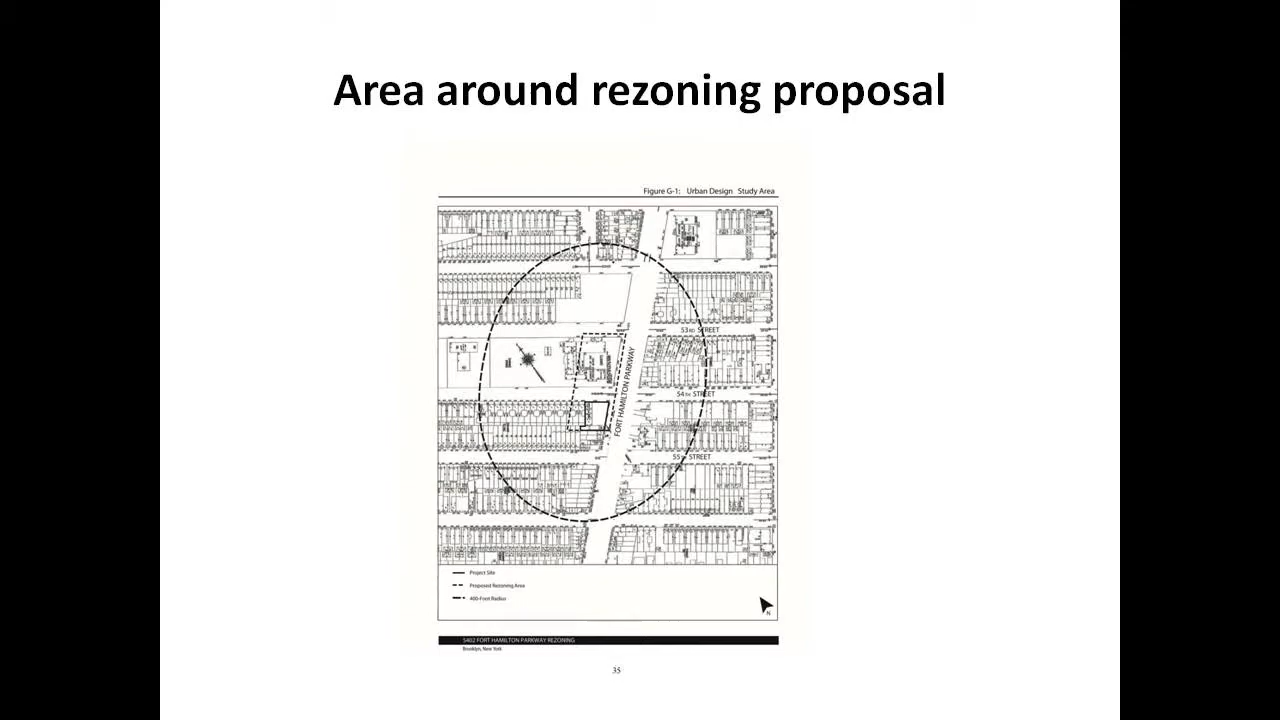 Area around rezoning proposal
Figure G-1: Urban Design Study Area
53RD STREET
FORT HAMILTON PARKWAY
54TH STREET
55TH STREET
Project Site
Proposed Rezoning Area
400-Foot Radius
N
5402 FORT HAMILTON PARKWAY REZONING
Brooklyn, New York
35